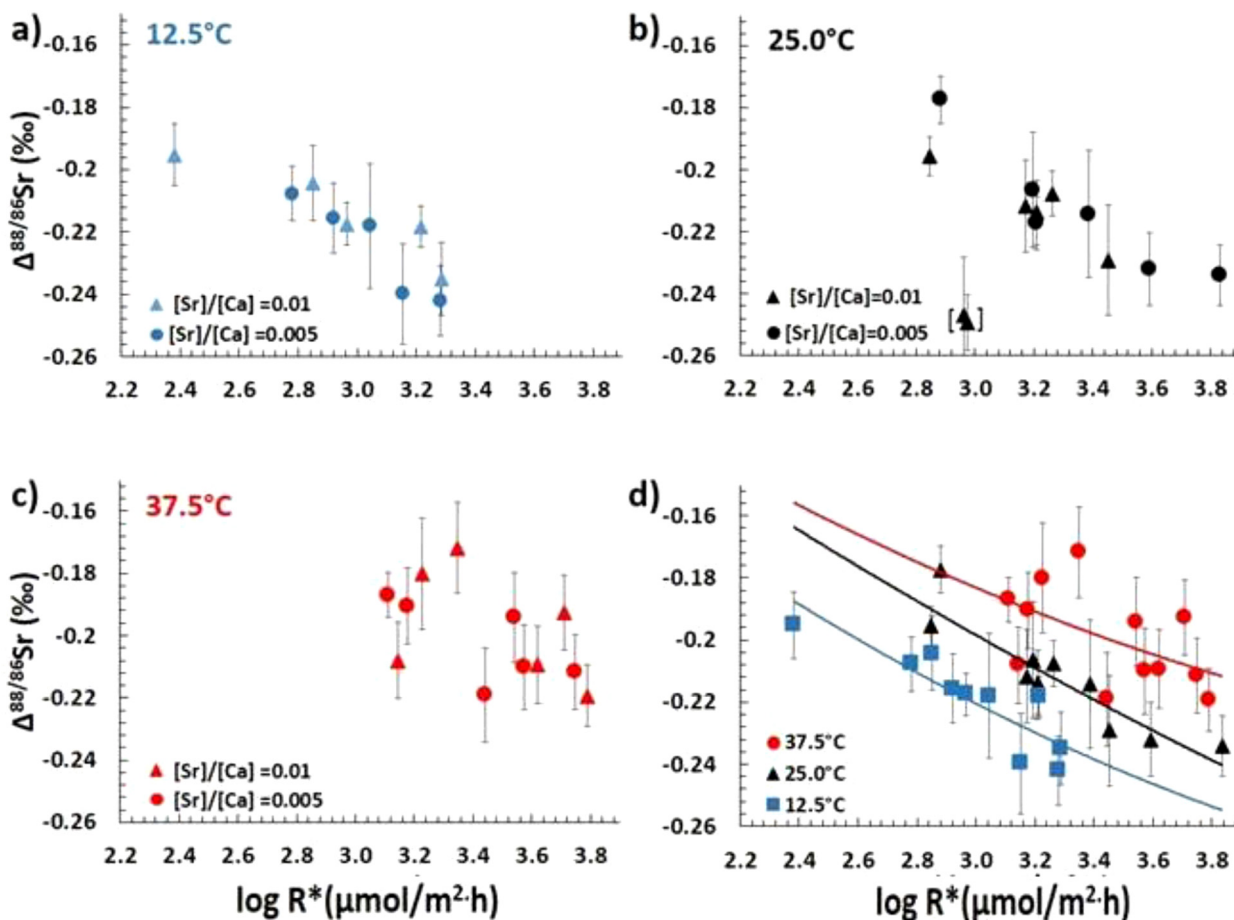 a)
12.5°C
Δ88/86Sr (‰)
-0.16
-0.18
-0.2
-0.22
-0.24
-0.26
[Sr]/[Ca] =0.01
[Sr]/[Ca] =0.005
2.2 2.4 2.6 2.8 3.0 3.2 3.4 3.6 3.8
b)
25.0°C
-0.16
-0.18
-0.2
-0.22
-0.24
-0.26
[ ]
[Sr]/[Ca]=0.01
[Sr]/[Ca]=0.005
2.2 2.4 2.6 2.8 3.0 3.2 3.4 3.6 3.8
c)
37.5°C
Δ88/86Sr (‰)
-0.16
-0.18
-0.2
-0.22
-0.24
-0.26
[Sr]/[Ca] =0.01
[Sr]/[Ca] =0.005
2.2 2.4 2.6 2.8 3.0 3.2 3.4 3.6 3.8
log R*(µmol/m²·h)
d)
-0.16
-0.18
-0.2
-0.22
-0.24
-0.26
37.5°C
25.0°C
12.5°C
2.2 2.4 2.6 2.8 3.0 3.2 3.4 3.6 3.8
log R*(µmol/m²·h)